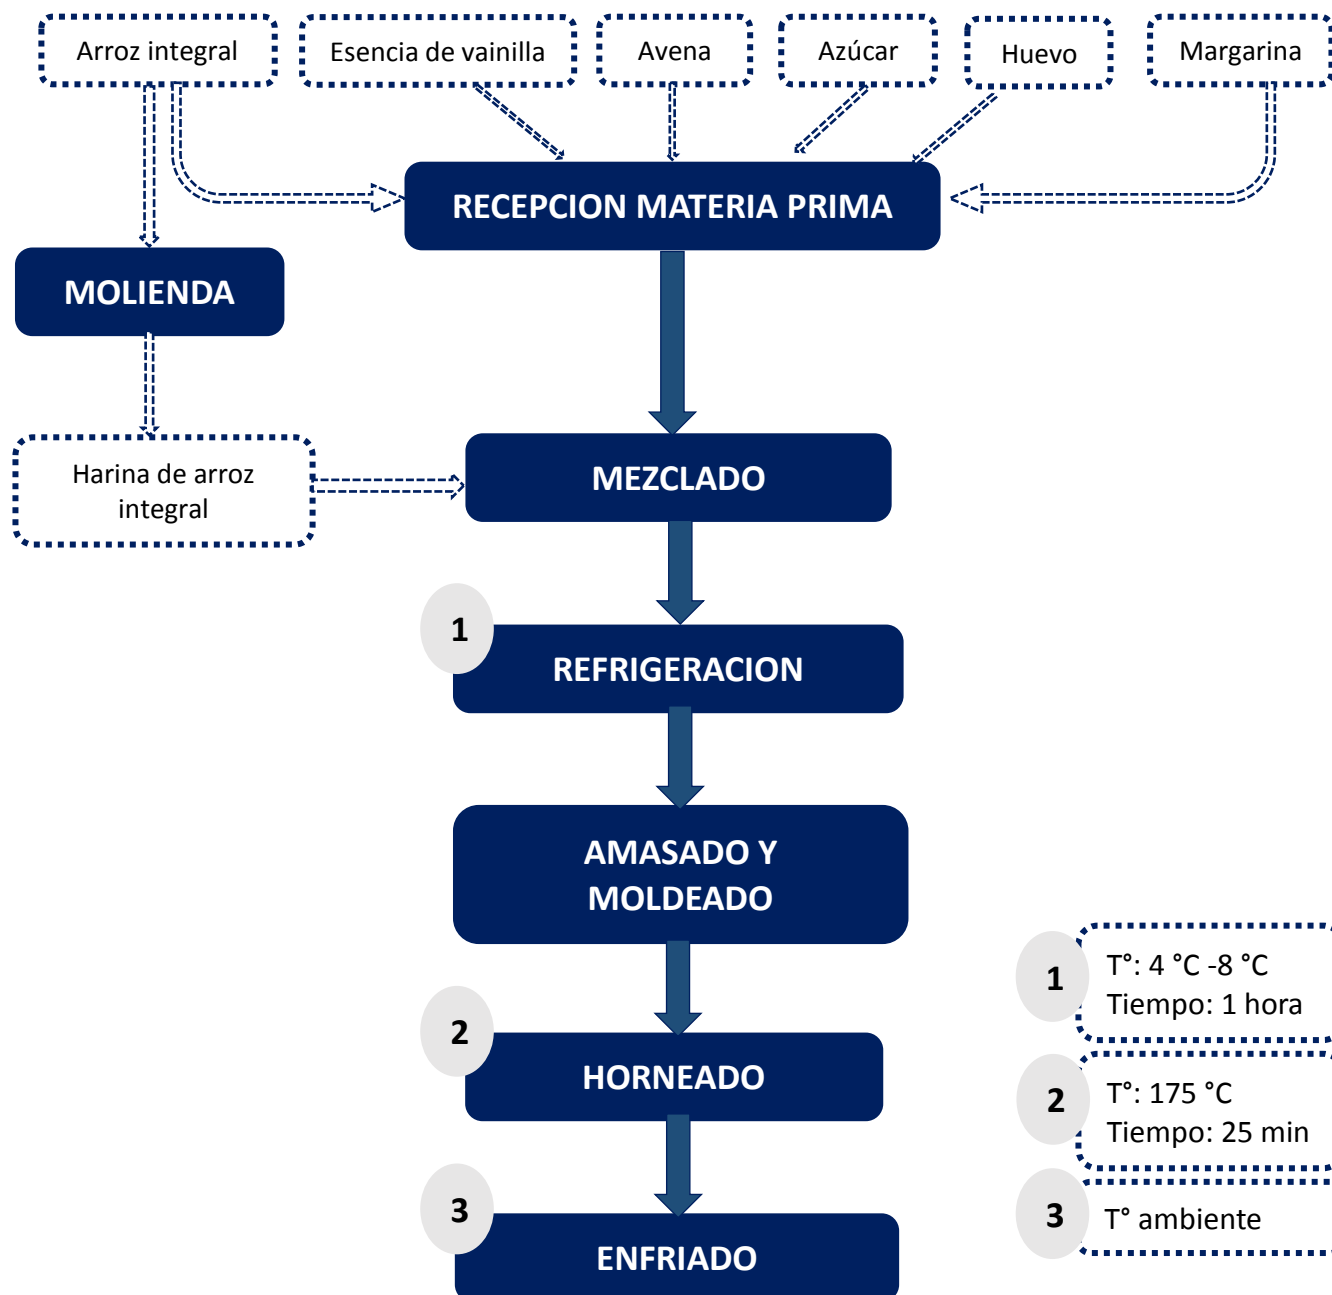 Arroz integral
Esencia de vainilla
Avena
Azúcar
Huevo
Margarina
RECEPCION MATERIA PRIMA
MOLIENDA
Harina de arroz
integral
MEZCLADO
1
REFRIGERACION
AMASADO Y
MOLDEADO
2
HORNEADO
3
ENFRIADO
1
T°: 4 °C -8 °C
Tiempo: 1 hora
2
T°: 175 °C
Tiempo: 25 min
3
T° ambiente